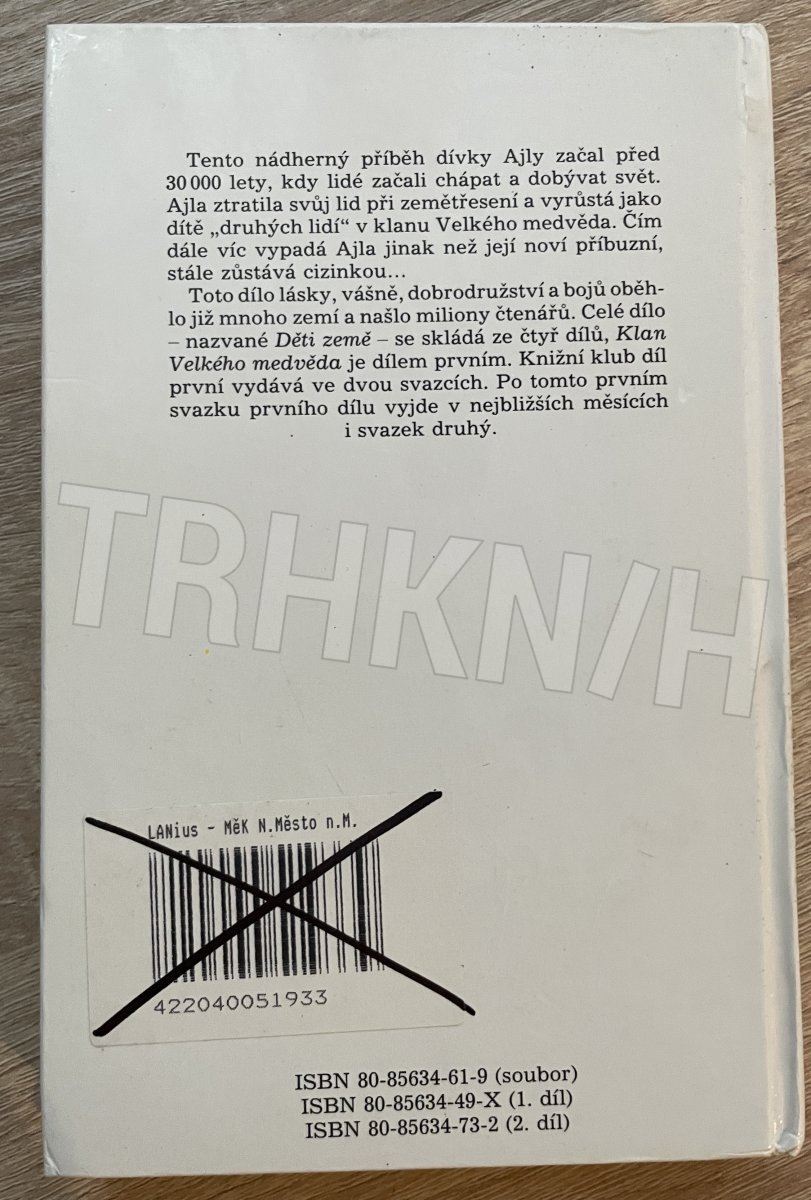 Tento nádherný příběh dívky Ajly začal před
30 000 lety, kdy lidé začali chápat a dobývat svět.
Ajla ztratila svůj lid při zemětřesení a vyrůstá jako
dítě „druhých lidí“ v klanu Velkého medvěda. Čím
dále víc vypadá Ajla jinak než její noví příbuzní,
stále zůstává cizinkou...
Toto dílo lásky, vášně, dobrodružství a bojů oběh-
lo již mnoho zemí a našlo miliony čtenářů. Celé dílo
– nazvané Děti země – se skládá ze čtyř dílů, Klan
Velkého medvěda je dílem prvním. Knižní klub díl
první vydává ve dvou svazcích. Po tomto prvním
svazku prvního dílu vyjde v nejbližších měsících
i svazek druhý.
TRHKN/H
LANius - MěK N.Město n.M.
422040051933
ISBN 80-85634-61-9 (soubor)
ISBN 80-85634-49-X (1. díl)
ISBN 80-85634-73-2 (2. díl)